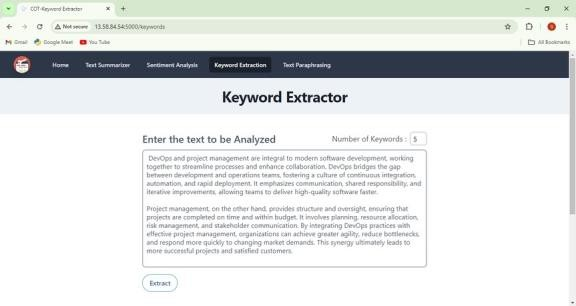 COT-Keyword Extractor
Not secure 13.58.84.54:5000/keywords
Gmail Google Meet You Tube All Bookmarks
Home Text Summarizer Sentiment Analysis Keyword Extraction Text Paraphrasing
Keyword Extractor
Enter the text to be Analyzed Number of Keywords : 5
DevOps and project management are integral to modern software development, working
together to streamline processes and enhance collaboration. DevOps bridges the gap
between development and operations teams, fostering a culture of continuous integration,
automation, and rapid deployment. It emphasizes communication, shared responsibility, and
iterative improvements, allowing teams to deliver high-quality software faster.
Project management, on the other hand, provides structure and oversight, ensuring that
projects are completed on time and within budget. It involves planning, resource allocation,
risk management, and stakeholder communication. By integrating DevOps practices with
effective project management, organizations can achieve greater agility, reduce bottlenecks,
and respond more quickly to changing market demands. This synergy ultimately leads to
more successful projects and satisfied customers.
Extract